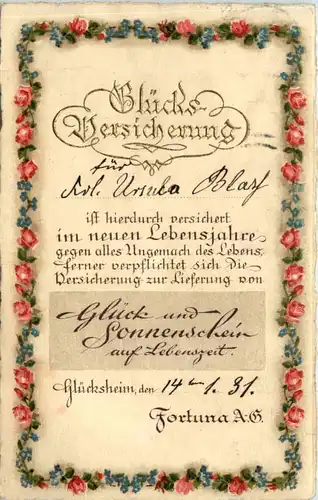 Glücks-
Versicherung
für
Frl. Ursula
ist hierdurch versichert
im neuen Lebensjahre
gegen alles Ungemach des Lebens,
ferner verpflichtet sich die
Versicherung zur Lieferung von
Glück und
Sonnenschein
auf Lebenszeit.
Glücksheim, den 14. 1. 31.
Fortuna A.G.